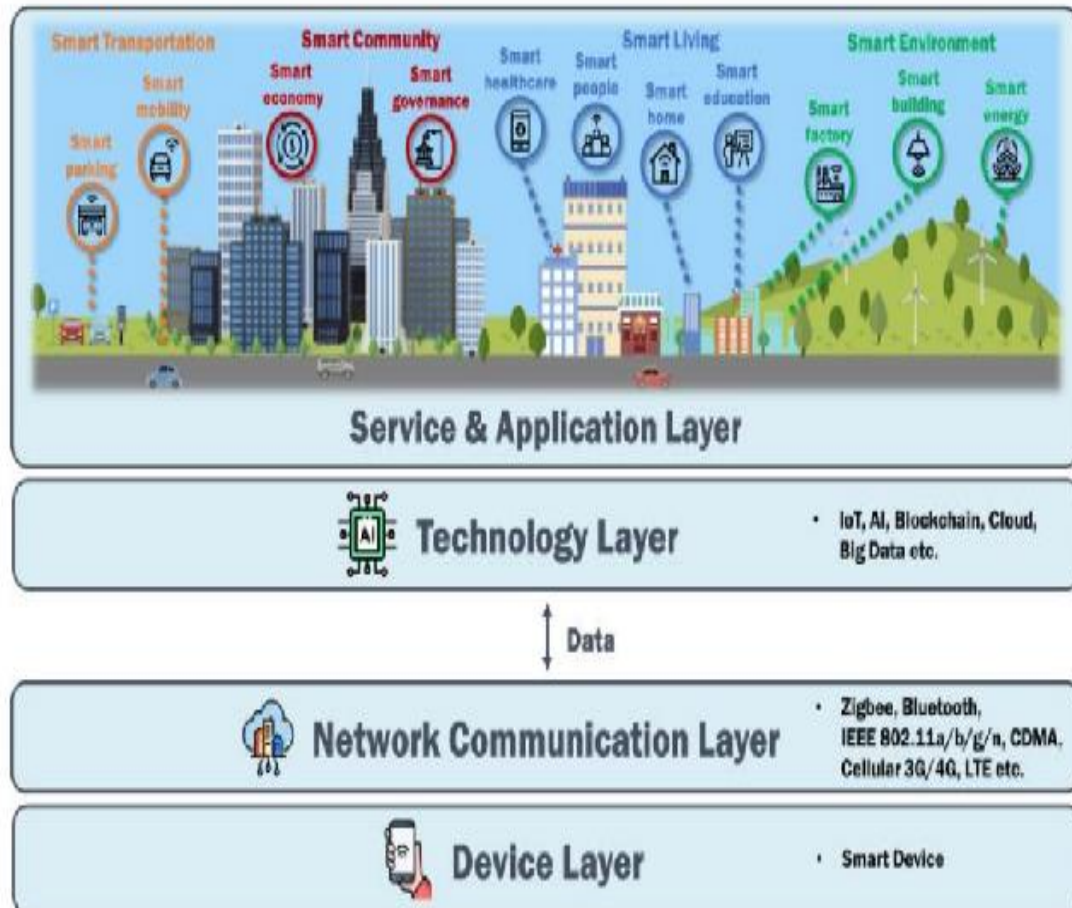 Smart Transportation
Smart Community
Smart Living
Smart Environment
Smart
parking
Smart
mobility
Smart
economy
Smart
governance
Smart
healthcare
Smart
people
Smart
home
Smart
education
Smart
factory
Smart
building
Smart
energy
Service & Application Layer
AI
Technology Layer
• IoT, AI, Blockchain, Cloud,
Big Data etc.
Data
Network Communication Layer
• Zigbee, Bluetooth,
IEEE 802.11a/b/g/n, CDMA,
Cellular 3G/4G, LTE etc.
Device Layer
• Smart Device